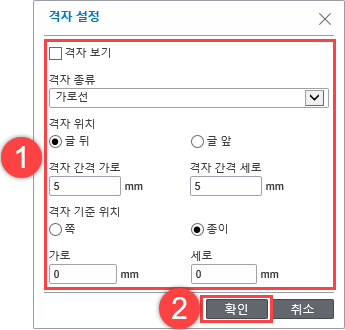 격자 설정
격자 보기
격자 종류
가로선
격자 위치
글 뒤 글 앞
격자 간격 가로 격자 간격 세로
5 mm 5 mm
격자 기준 위치
쪽 종이
가로 세로
0 mm 0 mm
확인 취소
1
2